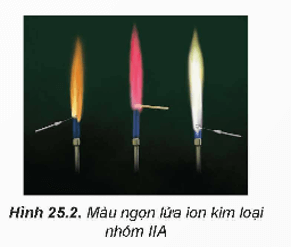 Hình 25.2. Màu ngọn lửa ion kim loại
nhóm IIA